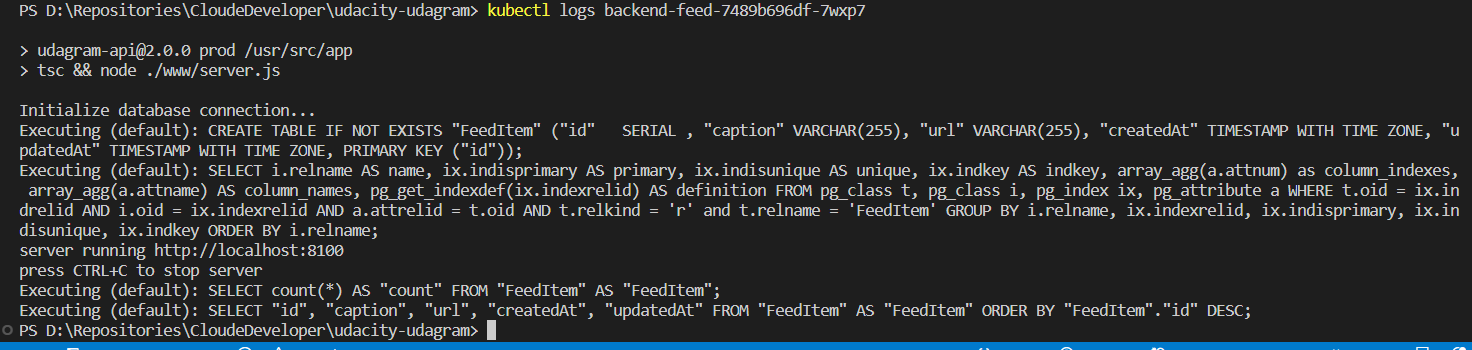 PS D:\Repositories\CloudeDeveloper\udacity-udagram> kubectl logs backend-feed-7489b696df-7wxp7
> udagram-api@2.0.0 prod /usr/src/app
> tsc && node ./www/server.js
Initialize database connection...
Executing (default): CREATE TABLE IF NOT EXISTS "FeedItem" ("id"   SERIAL , "caption" VARCHAR(255), "url" VARCHAR(255), "createdAt" TIMESTAMP WITH TIME ZONE, "u
pdatedAt" TIMESTAMP WITH TIME ZONE, PRIMARY KEY ("id"));
Executing (default): SELECT i.relname AS name, ix.indisprimary AS primary, ix.indisunique AS unique, ix.indkey AS indkey, array_agg(a.attnum) as column_indexes,
 array_agg(a.attname) AS column_names, pg_get_indexdef(ix.indexrelid) AS definition FROM pg_class t, pg_class i, pg_index ix, pg_attribute a WHERE t.oid = ix.in
drelid AND i.oid = ix.indexrelid AND a.attrelid = t.oid AND t.relkind = 'r' and t.relname = 'FeedItem' GROUP BY i.relname, ix.indexrelid, ix.indisprimary, ix.in
disunique, ix.indkey ORDER BY i.relname;
server running http://localhost:8100
press CTRL+C to stop server
Executing (default): SELECT count(*) AS "count" FROM "FeedItem" AS "FeedItem";
Executing (default): SELECT "id", "caption", "url", "createdAt", "updatedAt" FROM "FeedItem" AS "FeedItem" ORDER BY "FeedItem"."id" DESC;
PS D:\Repositories\CloudeDeveloper\udacity-udagram>